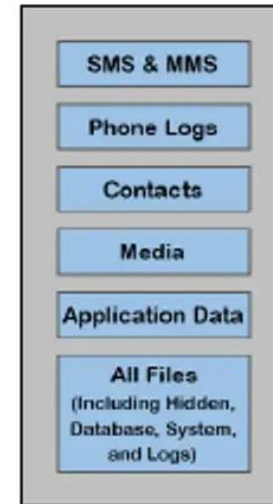 SMS & MMS
Phone Logs
Contacts
Media
Application Data
All Files
(Including Hidden,
Database, System,
and Logs)